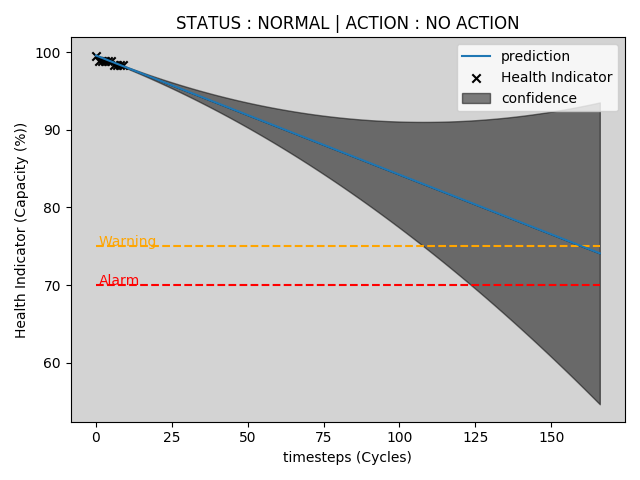 STATUS : NORMAL | ACTION : NO ACTION
prediction
Health Indicator
confidence
Warning
Alarm
Health Indicator (Capacity (%))
100
90
80
70
60
0 25 50 75 100 125 150
timesteps (Cycles)